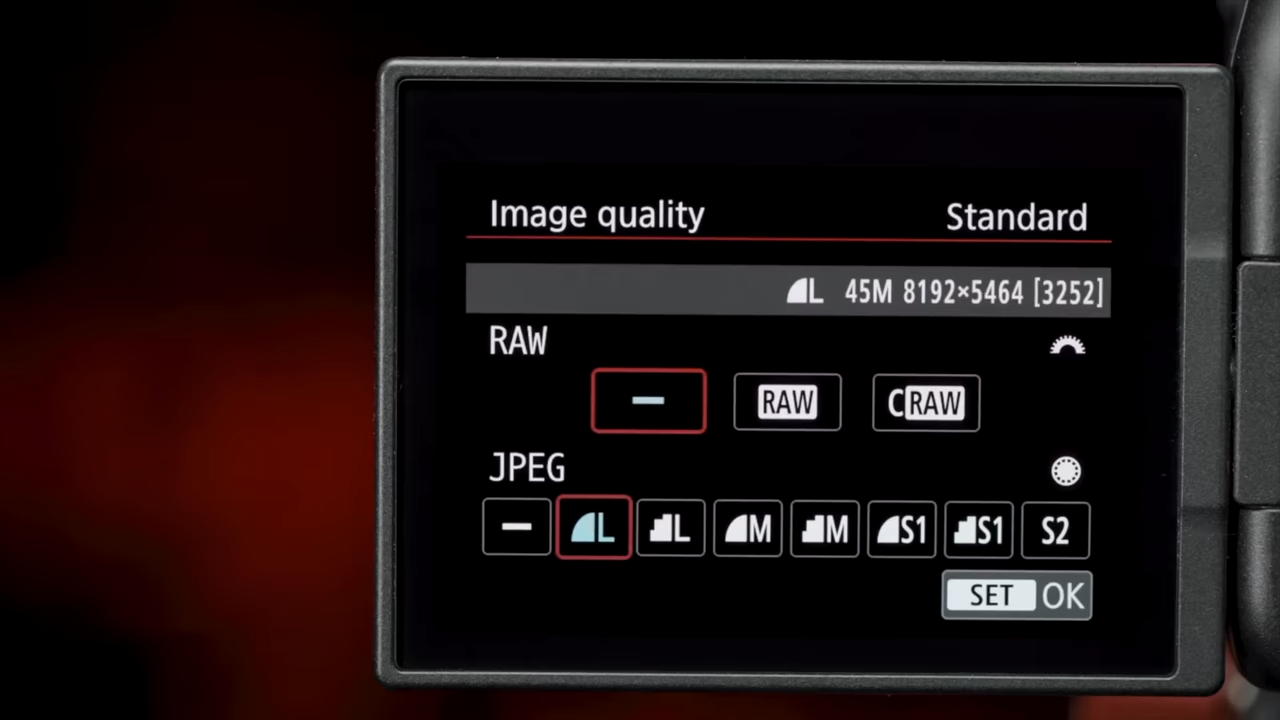 Image quality Standard
L 45M 8192×5464 [3252]
RAW
— RAW CRAW
JPEG
— L L M M S1 S1 S2
SET OK